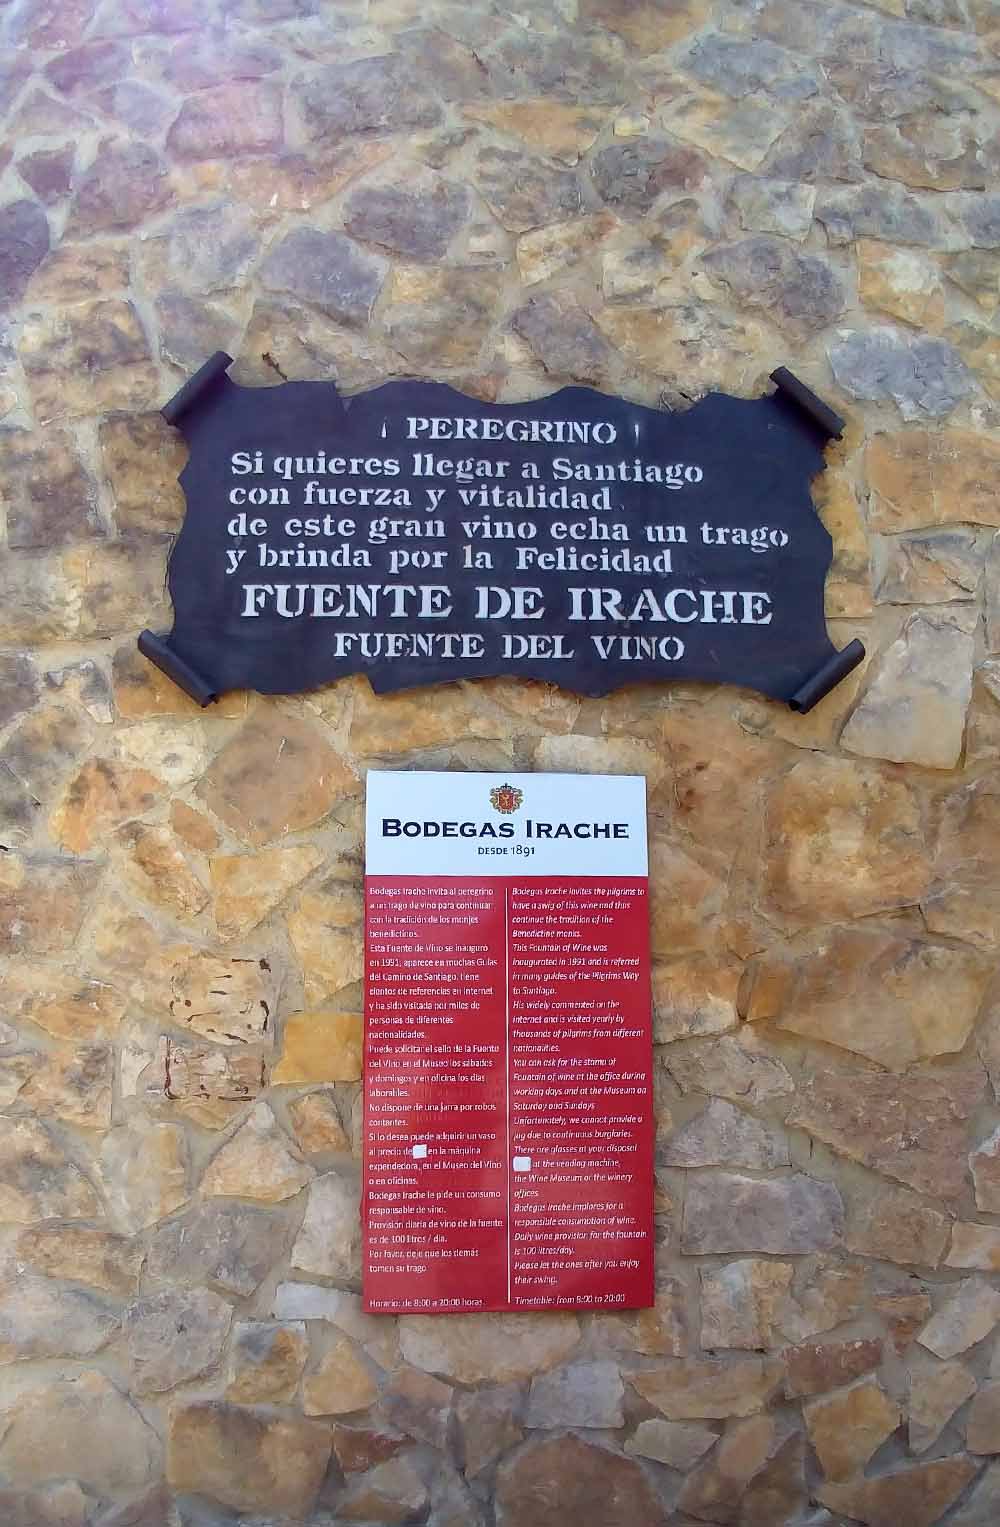 ¡ PEREGRINO !
Si quieres llegar a Santiago
con fuerza y vitalidad
de este gran vino echa un trago
y brinda por la Felicidad
FUENTE DE IRACHE
FUENTE DEL VINO
BODEGAS IRACHE
DESDE 1891
Bodegas Irache invita al peregrino
a un trago de vino para continuar
con la tradición de los monjes
benedictinos.
Esta Fuente de Vino se inauguró
en 1991, aparece en muchas Guías
del Camino de Santiago, tiene
cientos de referencias en Internet
y ha sido visitada por miles de
personas de diferentes
nacionalidades.
Puede solicitar el sello de la Fuente
del Vino en el Museo los sábados
y domingos y en oficina los días
laborables.
No dispone de una jarra por robos
constantes.
Si lo desea puede adquirir un vaso
al precio de en la máquina
expendedora, en el Museo del Vino
o en oficinas.
Bodegas Irache le pide un consumo
responsable de vino.
Provisión diaria de vino de la fuente
es de 100 litros / día.
Por favor, deje que los demás
tomen su trago.
Horario: de 8:00 a 20:00 horas.
Bodegas Irache invites the pilgrims to
have a swig of this wine and thus
continue the tradition of the
Benedictine monks.
This Fountain of Wine was
inaugurated in 1991 and is referred
in many guides of the Pilgrims Way
to Santiago.
His widely commented on the
internet and is visited yearly by
thousands of pilgrims from different
nationalities.
You can ask for the stamp of
Fountain of wine at the office during
working days and at the Museum on
Saturday and Sundays
Unfortunately, we cannot provide a
jug due to continuous burglaries.
There are glasses at your disposal
at the vending machine,
the Wine Museum or the winery
offices.
Bodegas Irache implores for a
responsible consumption of wine.
Daily wine provision for the fountain
is 100 litres/day.
Please let the ones after you enjoy
their swing.
Timetable: from 8:00 to 20:00